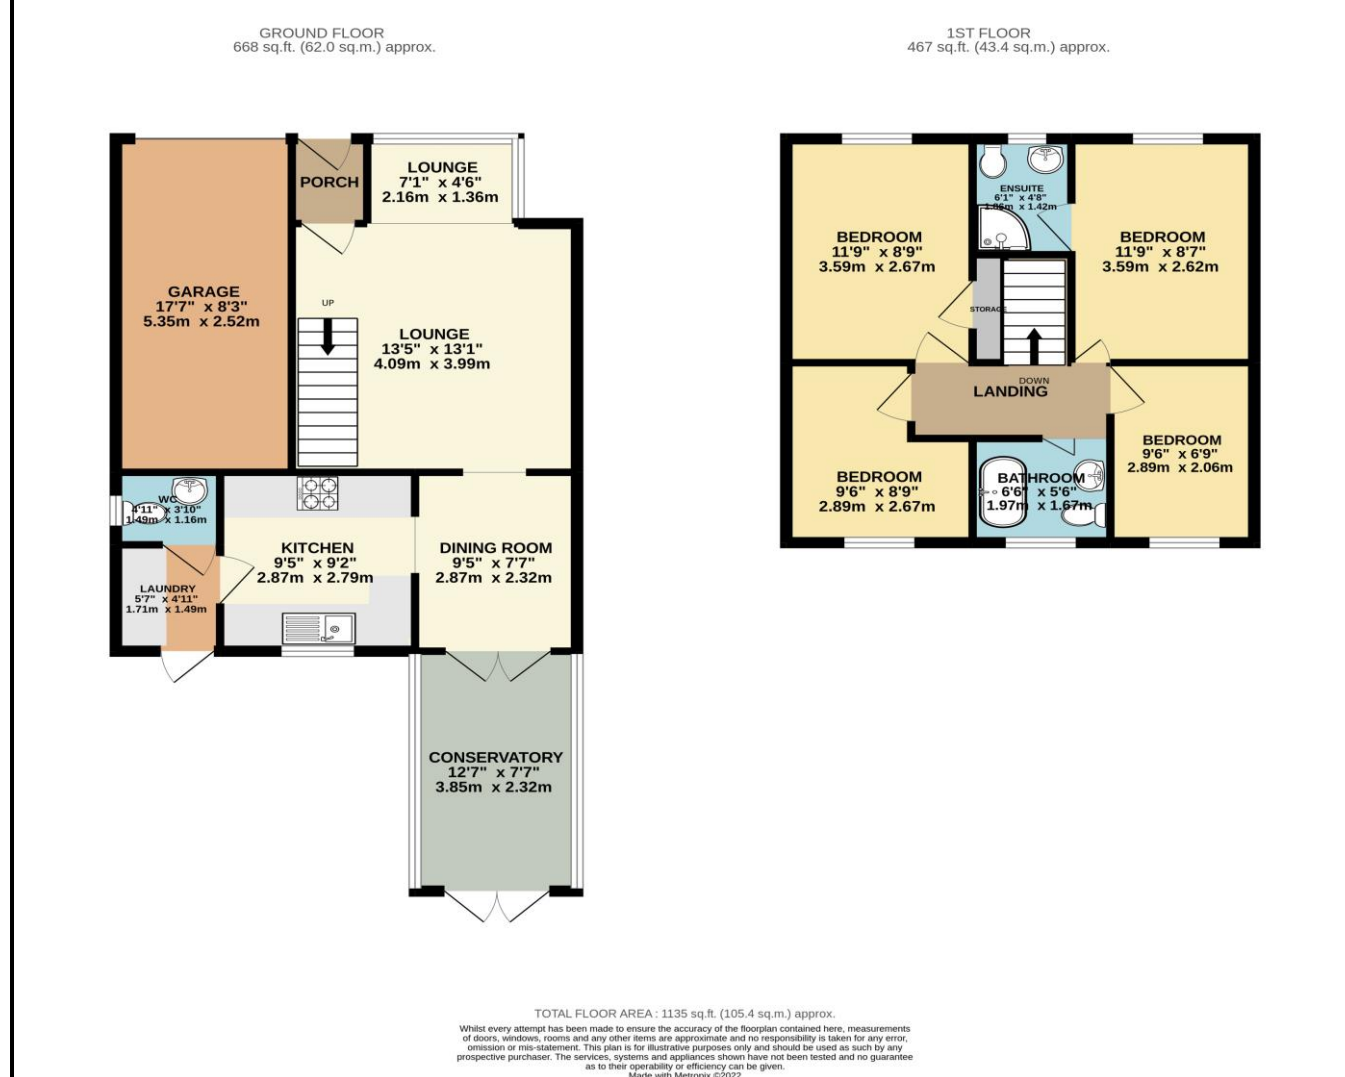 GROUND FLOOR
668 sq.ft. (62.0 sq.m.) approx.
1ST FLOOR
467 sq.ft. (43.4 sq.m.) approx.
PORCH
LOUNGE
7'1" x 4'6"
2.16m x 1.36m
GARAGE
17'7" x 8'3"
5.35m x 2.52m
UP
LOUNGE
13'5" x 13'1"
4.09m x 3.99m
WC
4'11" x 3'10"
1.49m x 1.16m
KITCHEN
9'5" x 9'2"
2.87m x 2.79m
DINING ROOM
9'5" x 7'7"
2.87m x 2.32m
LAUNDRY
5'7" x 4'11"
1.71m x 1.49m
CONSERVATORY
12'7" x 7'7"
3.85m x 2.32m
BEDROOM
11'9" x 8'9"
3.59m x 2.67m
ENSUITE
6'1" x 4'8"
1.86m x 1.42m
BEDROOM
11'9" x 8'7"
3.59m x 2.62m
STORAGE
DOWN
LANDING
BEDROOM
9'6" x 8'9"
2.89m x 2.67m
BATHROOM
6'6" x 5'6"
1.97m x 1.67m
BEDROOM
9'6" x 6'9"
2.89m x 2.06m
TOTAL FLOOR AREA : 1135 sq.ft. (105.4 sq.m.) approx.
Whilst every attempt has been made to ensure the accuracy of the floorplan contained here, measurements
of doors, windows, rooms and any other items are approximate and no responsibility is taken for any error,
omission or mis-statement. This plan is for illustrative purposes only and should be used as such by any
prospective purchaser. The services, systems and appliances shown have not been tested and no guarantee
as to their operability or efficiency can be given.
Made with Metropix ©2022